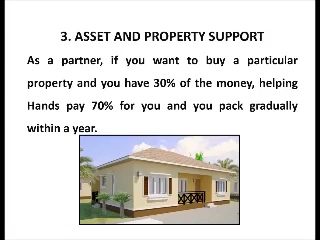 3. ASSET AND PROPERTY SUPPORT
As a partner, if you want to buy a particular
property and you have 30% of the money, helping
Hands pay 70% for you and you pack gradually
within a year.